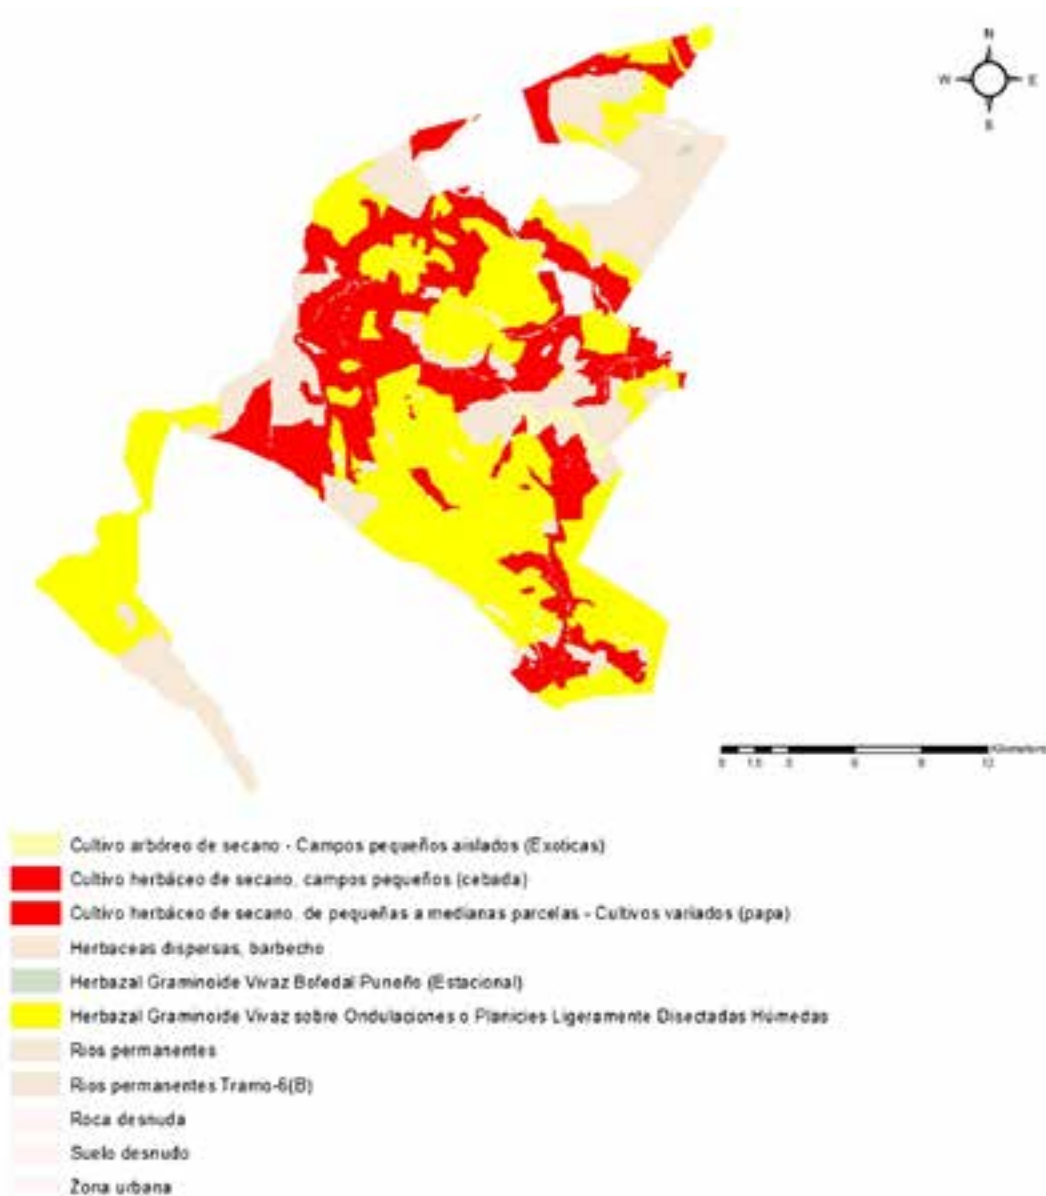 N
W E
S
0 1.5 3 6 9 12 Kilometers
Cultivo arbóreo de secano - Campos pequeños aislados (Exoticas)
Cultivo herbáceo de secano, campos pequeños (cebada)
Cultivo herbáceo de secano, de pequeñas a medianas parcelas - Cultivos variados (papa)
Herbaceas dispersas, barbecho
Herbazal Graminoide Vivaz Bofedal Puneño (Estacional)
Herbazal Graminoide Vivaz sobre Ondulaciones o Planicies Ligeramente Disectadas Húmedas
Rios permanentes
Rios permanentes Tramo-6(B)
Roca desnuda
Suelo desnudo
Zona urbana